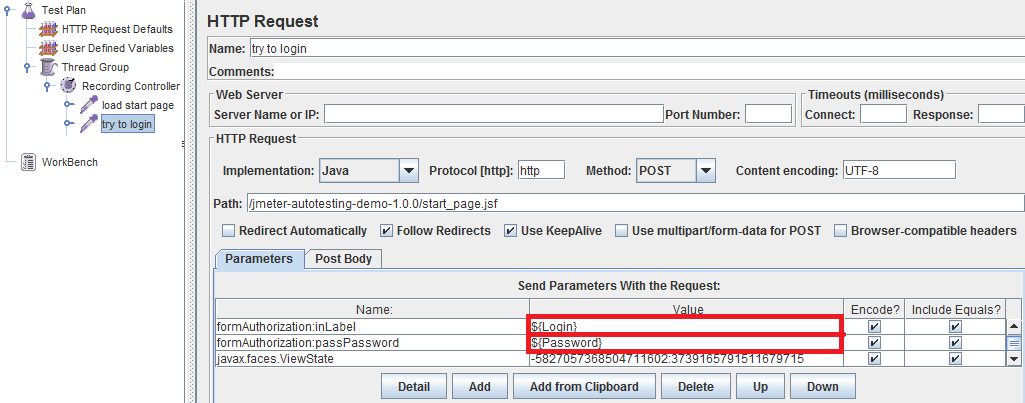 Test Plan
HTTP Request Defaults
User Defined Variables
Thread Group
Recording Controller
load start page
try to login
WorkBench
HTTP Request
Name: try to login
Comments:
Web Server
Server Name or IP: Port Number:
Timeouts (milliseconds)
Connect: Response:
HTTP Request
Implementation: Java Protocol [http]: http Method: POST Content encoding: UTF-8
Path: /jmeter-autotesting-demo-1.0.0/start_page.jsf
Redirect Automatically Follow Redirects Use KeepAlive Use multipart/form-data for POST Browser-compatible headers
Parameters Post Body
Send Parameters With the Request:
Name: Value Encode? Include Equals?
formAuthorization:inLabel ${Login}
formAuthorization:passPassword ${Password}
javax.faces.ViewState -5827057368504711602:3739165791511679715
Detail Add Add from Clipboard Delete Up Down